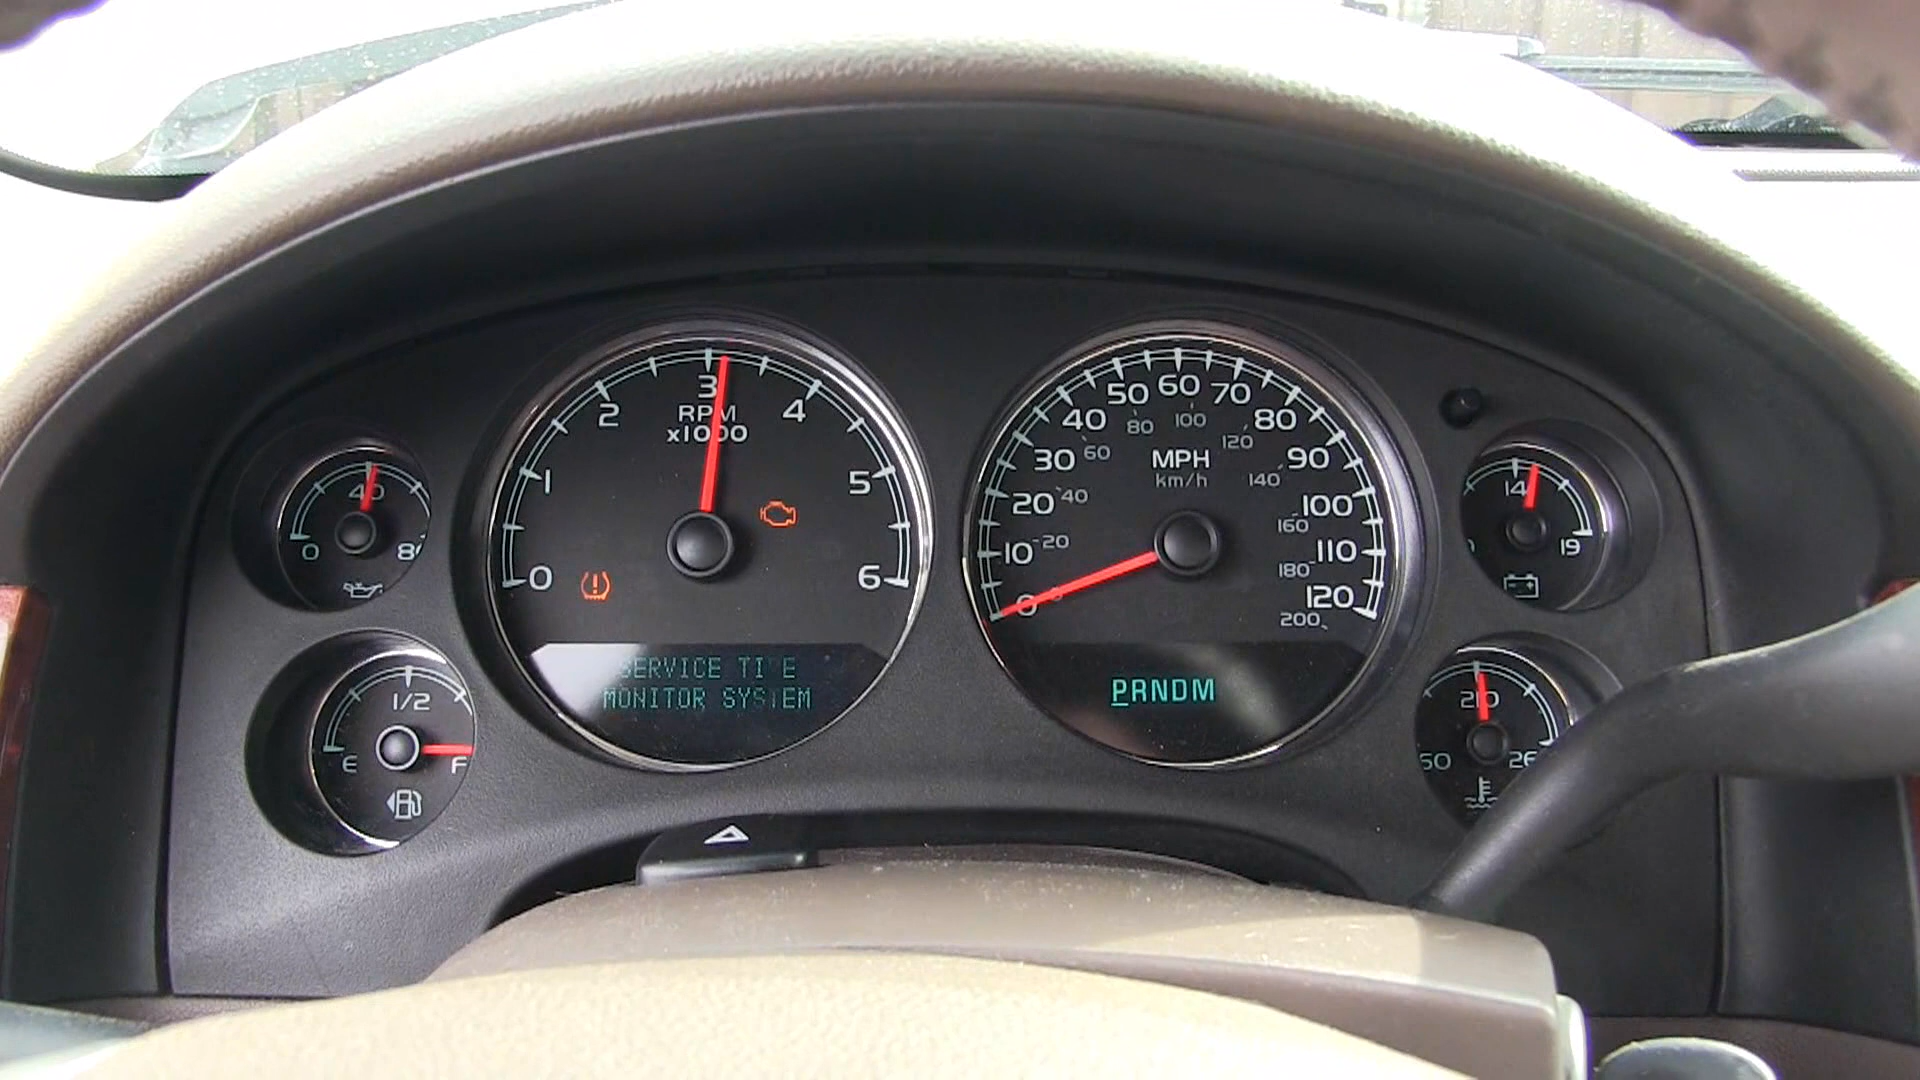 0 1 2 3 4 5 6
RPM
x1000
SERVICE TI E
MONITOR SYSTEM
0 10 20 30 40 50 60 70 80 90 100 110 120
20 40 60 80 100 120 140 160 180 200
MPH
km/h
PRNDM
0 40 80
E 1/2 F
14 19
210